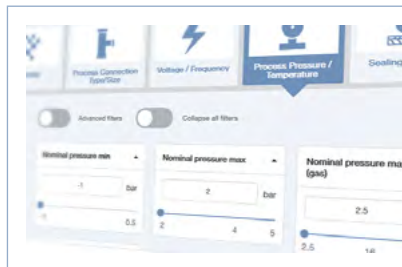 Process Connection
Type/Size
Voltage / Frequency
Process Pressure /
Temperature
Sealing
Advanced filters
Collapse all filters
Nominal pressure min
-1
bar
-1
0.5
Nominal pressure max
2
bar
2
4
5
Nominal pressure ma
(gas)
2.5
2.5
16